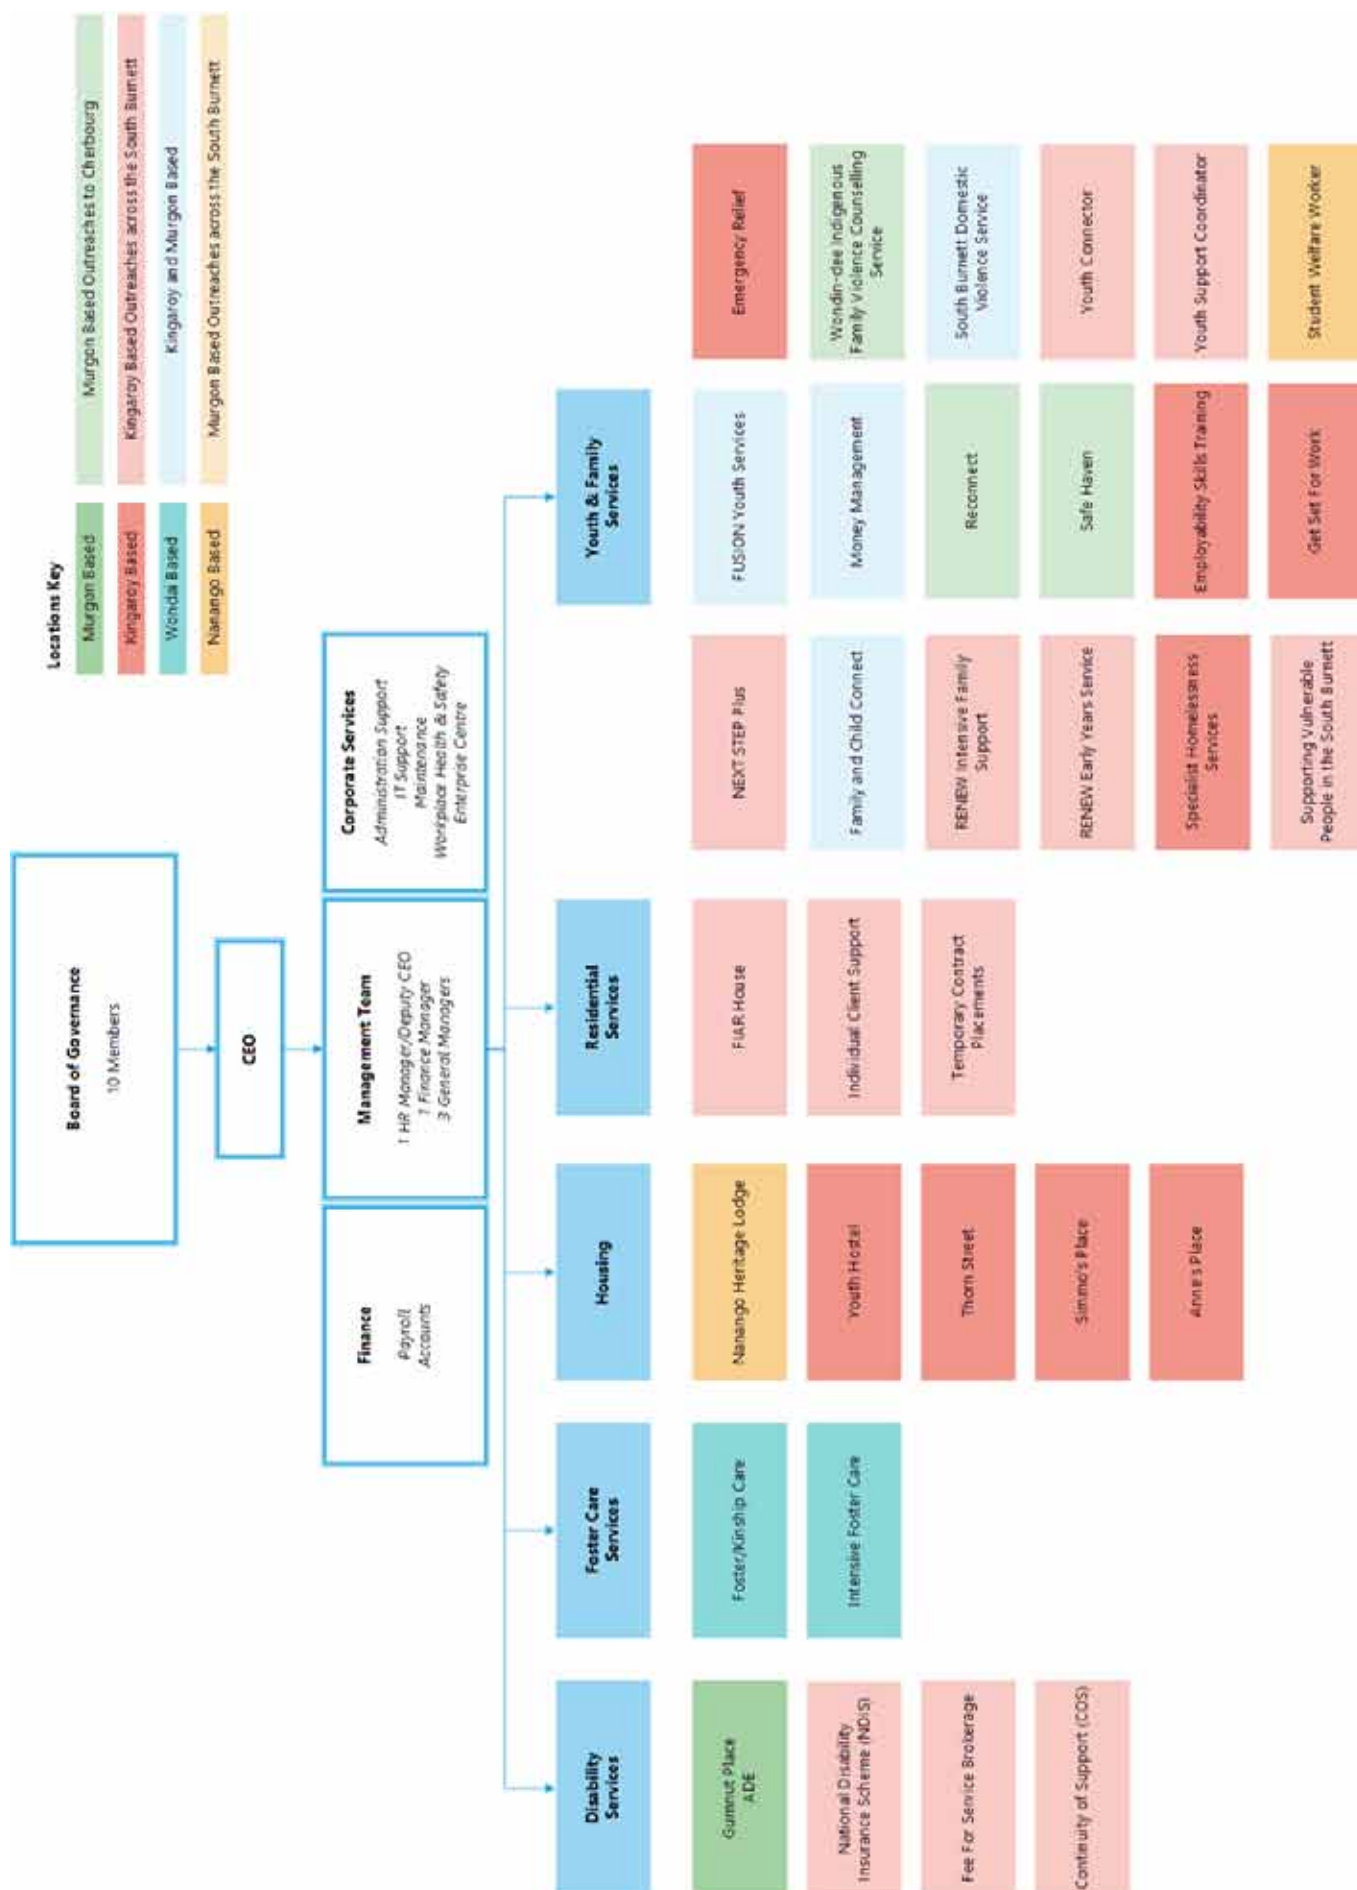 Board of Governance
10 Members
CEO
Finance
Payroll
Accounts
Management Team
1 HR Manager/Deputy CEO
1 Finance Manager
3 General Managers
Corporate Services
Administration Support
IT Support
Maintenance
Workplace Health & Safety
Enterprise Centre
Locations Key
Murgon Based
Murgon Based Outreaches to Cherbourg
Kingaroy Based
Kingaroy Based Outreaches across the South Burnett
Wondai Based
Kingaroy and Murgon Based
Nanango Based
Murgon Based Outreaches across the South Burnett
Disability
Services
Gumnut Place
ADE
National Disability
Insurance Scheme (NDIS)
Fee For Service Brokerage
Continuity of Support (COS)
Foster Care
Services
Foster/Kinship Care
Intensive Foster Care
Housing
Nanango Heritage Lodge
Youth Hostel
Thorn Street
Simmo's Place
Anne's Place
Residential
Services
FIAR House
Individual Client Support
Temporary Contract
Placements
Youth & Family
Services
NEXT STEP Plus
Family and Child Connect
RENEW Intensive Family
Support
RENEW Early Years Service
Specialist Homelessness
Services
Supporting Vulnerable
People in the South Burnett
FUSION Youth Services
Money Management
Reconnect
Safe Haven
Employability Skills Training
Get Set For Work
Emergency Relief
Wondin-dee Indigenous
Family Violence Counselling
Service
South Burnett Domestic
Violence Service
Youth Connector
Youth Support Coordinator
Student Welfare Worker